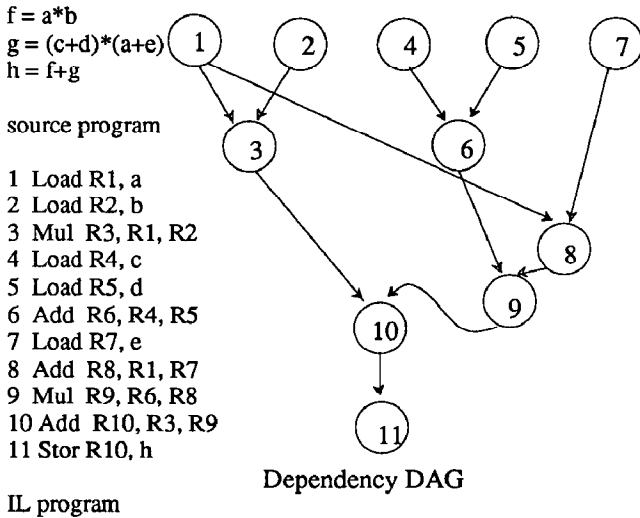 f = a*b
g = (c+d)*(a+e)
h = f+g
source program
1 Load R1, a
2 Load R2, b
3 Mul R3, R1, R2
4 Load R4, c
5 Load R5, d
6 Add R6, R4, R5
7 Load R7, e
8 Add R8, R1, R7
9 Mul R9, R6, R8
10 Add R10, R3, R9
11 Stor R10, h
IL program
1
2
4
5
7
3
6
8
9
10
11
Dependency DAG